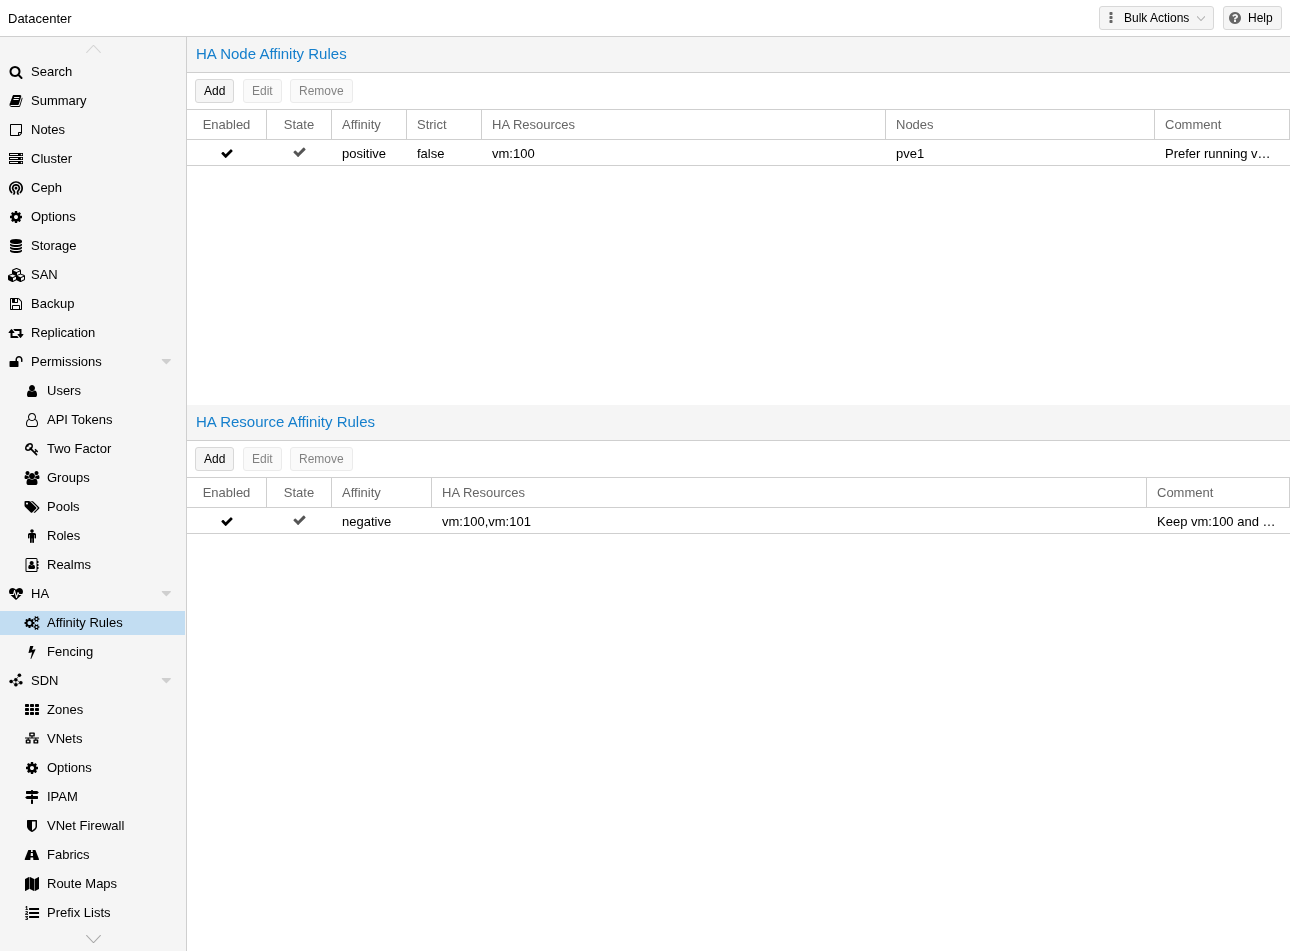 Datacenter
Bulk Actions
Help
Search
Summary
Notes
Cluster
Ceph
Options
Storage
SAN
Backup
Replication
Permissions
Users
API Tokens
Two Factor
Groups
Pools
Roles
Realms
HA
Affinity Rules
Fencing
SDN
Zones
VNets
Options
IPAM
VNet Firewall
Fabrics
Route Maps
Prefix Lists
HA Node Affinity Rules
Add Edit Remove
Enabled State Affinity Strict HA Resources Nodes Comment
positive false vm:100 pve1 Prefer running v…
HA Resource Affinity Rules
Add Edit Remove
Enabled State Affinity HA Resources Comment
negative vm:100,vm:101 Keep vm:100 and …